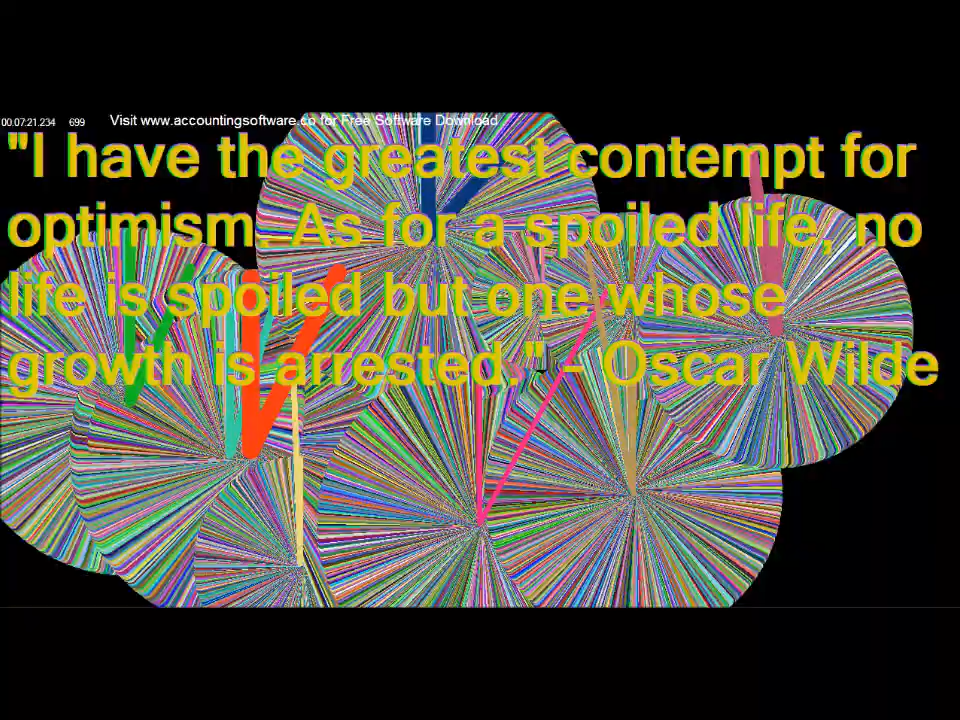 00.07:21.234 699 Visit www.accountingsoftware.co for Free Software Download
"I have the greatest contempt for
optimism. As for a spoiled life, no
life is spoiled but one whose
growth is arrested." - Oscar Wilde